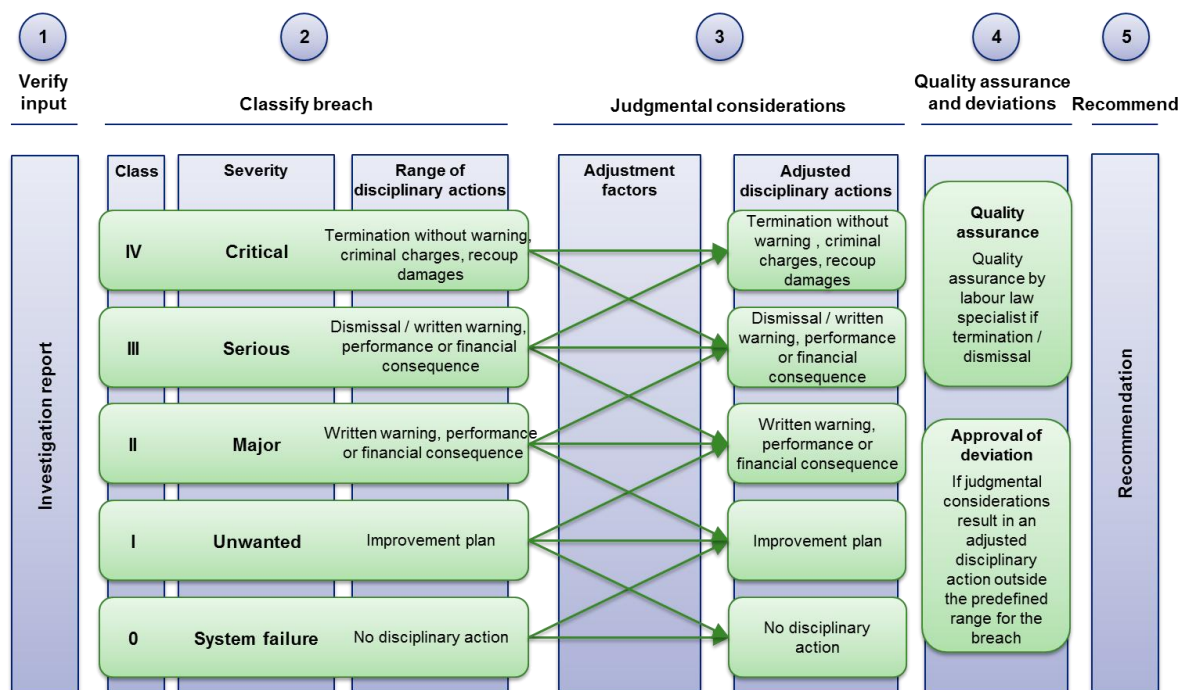 1
2
3
4
5
Verify
input
Classify breach
Judgmental considerations
Quality assurance
and deviations
Recommend
Investigation report
Class
Severity
Range of
disciplinary actions
IV
Critical
Termination without warning,
criminal charges, recoup
damages
III
Serious
Dismissal / written warning,
performance or financial
consequence
II
Major
Written warning, performance
or financial consequence
I
Unwanted
Improvement plan
0
System failure
No disciplinary action
Adjustment
factors
Adjusted
disciplinary actions
Termination without
warning , criminal
charges, recoup
damages
Dismissal / written
warning, performance
or financial
consequence
Written warning,
performance or
financial consequence
Improvement plan
No disciplinary
action
Quality
assurance
Quality
assurance by
labour law
specialist if
termination /
dismissal
Approval of
deviation
If judgmental
considerations
result in an
adjusted
disciplinary
action outside
the predefined
range for the
breach
Recommendation